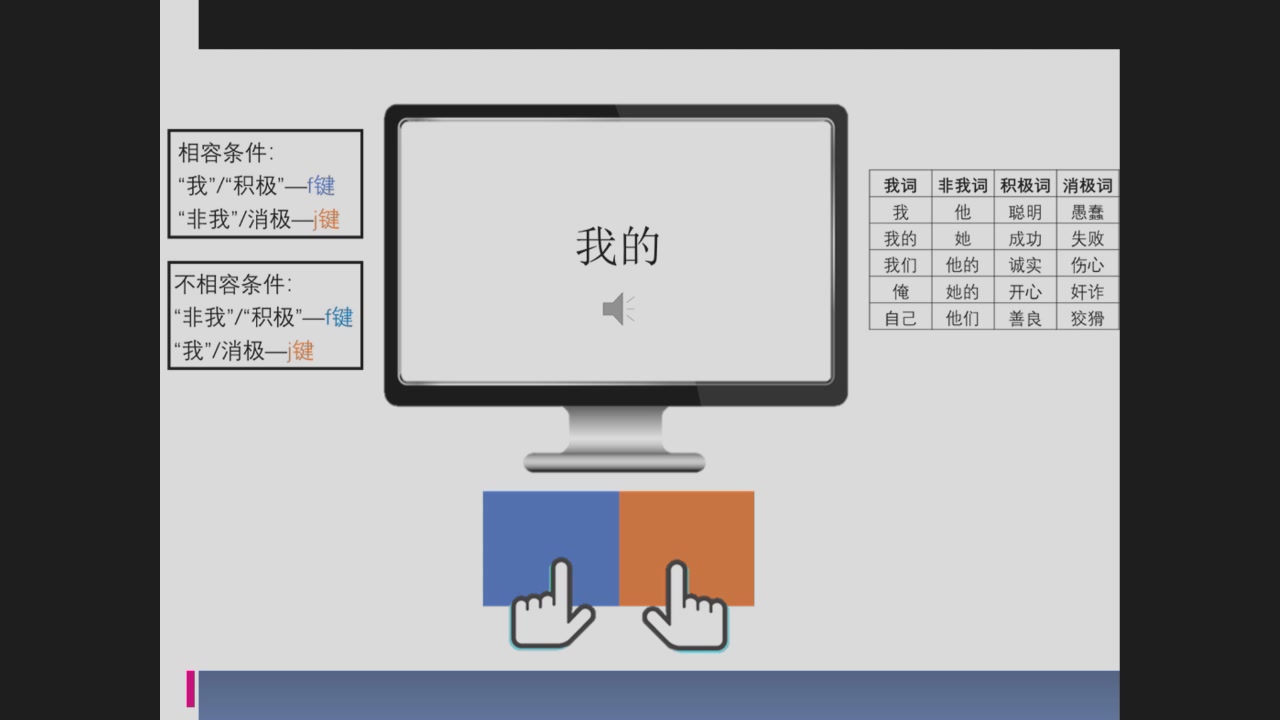 相容条件:
“我”/“积极”—f键
“非我”/消极—j键
不相容条件:
“非我”/“积极”—f键
“我”/消极—j键
我的
我词 非我词 积极词 消极词
我 他 聪明 愚蠢
我的 她 成功 失败
我们 他的 诚实 伤心
俺 她的 开心 奸诈
自己 他们 善良 狡猾